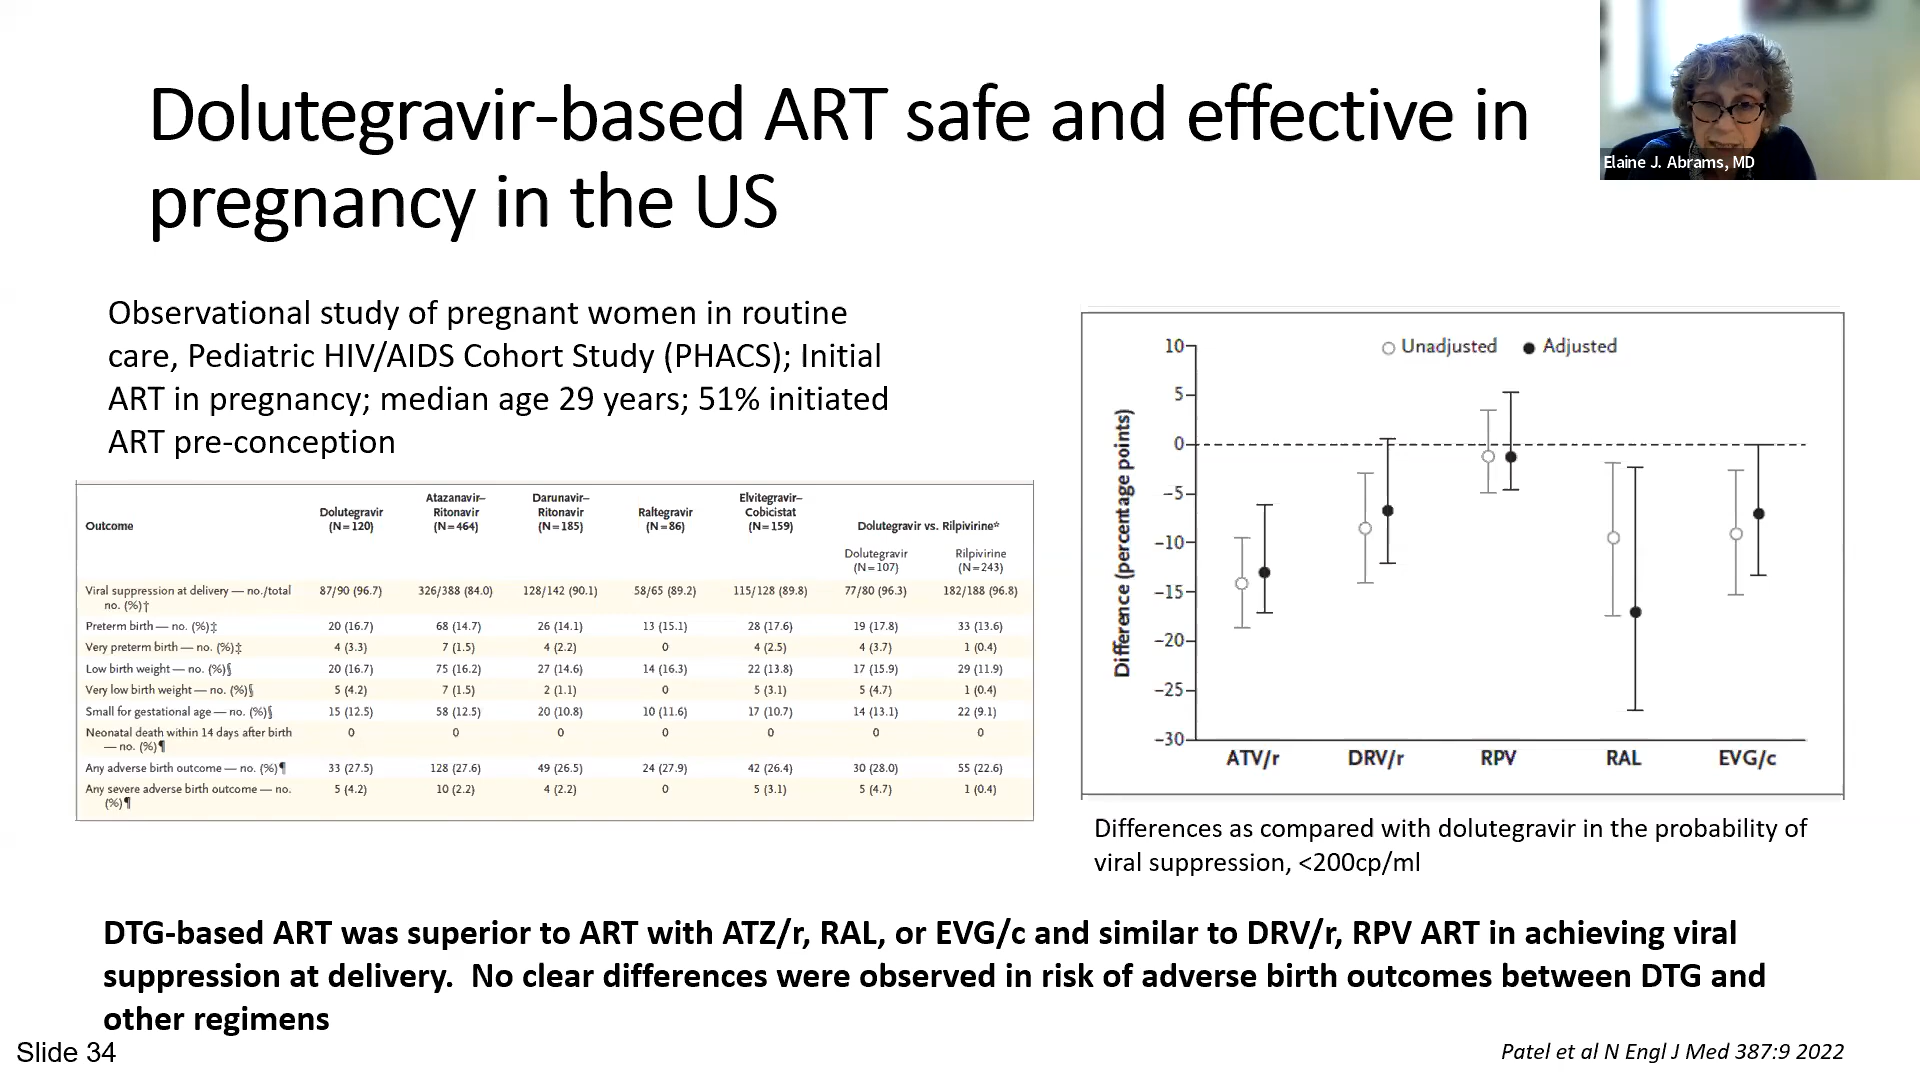 Dolutegravir-based ART safe and effective in
pregnancy in the US
Elaine J. Abrams, MD
Observational study of pregnant women in routine
care, Pediatric HIV/AIDS Cohort Study (PHACS); Initial
ART in pregnancy; median age 29 years; 51% initiated
ART pre-conception
Outcome
Dolutegravir
(N=120)
Atazanavir–
Ritonavir
(N=464)
Darunavir–
Ritonavir
(N=185)
Raltegravir
(N=86)
Elvitegravir–
Cobicistat
(N=159)
Dolutegravir vs. Rilpivirine*
Dolutegravir
(N=107)
Rilpivirine
(N=243)
Viral suppression at delivery — no./total
no. (%)† 87/90 (96.7) 326/388 (84.0) 128/142 (90.1) 58/65 (89.2) 115/128 (89.8) 77/80 (96.3) 182/188 (96.8)
Preterm birth — no. (%)‡ 20 (16.7) 68 (14.7) 26 (14.1) 13 (15.1) 28 (17.6) 19 (17.8) 33 (13.6)
Very preterm birth — no. (%)‡ 4 (3.3) 7 (1.5) 4 (2.2) 0 4 (2.5) 4 (3.7) 1 (0.4)
Low birth weight — no. (%)§ 20 (16.7) 75 (16.2) 27 (14.6) 14 (16.3) 22 (13.8) 17 (15.9) 29 (11.9)
Very low birth weight — no. (%)§ 5 (4.2) 7 (1.5) 2 (1.1) 0 5 (3.1) 5 (4.7) 1 (0.4)
Small for gestational age — no. (%)§ 15 (12.5) 58 (12.5) 20 (10.8) 10 (11.6) 17 (10.7) 14 (13.1) 22 (9.1)
Neonatal death within 14 days after birth
— no. (%)¶ 0 0 0 0 0 0 0
Any adverse birth outcome — no. (%)¶ 33 (27.5) 128 (27.6) 49 (26.5) 24 (27.9) 42 (26.4) 30 (28.0) 55 (22.6)
Any severe adverse birth outcome — no.
(%)¶ 5 (4.2) 10 (2.2) 4 (2.2) 0 5 (3.1) 5 (4.7) 1 (0.4)
Unadjusted Adjusted
Difference (percentage points)
10
5
0
−5
−10
−15
−20
−25
−30
ATV/r DRV/r RPV RAL EVG/c
Differences as compared with dolutegravir in the probability of
viral suppression, <200cp/ml
DTG-based ART was superior to ART with ATZ/r, RAL, or EVG/c and similar to DRV/r, RPV ART in achieving viral
suppression at delivery. No clear differences were observed in risk of adverse birth outcomes between DTG and
other regimens
Slide 34
Patel et al N Engl J Med 387:9 2022